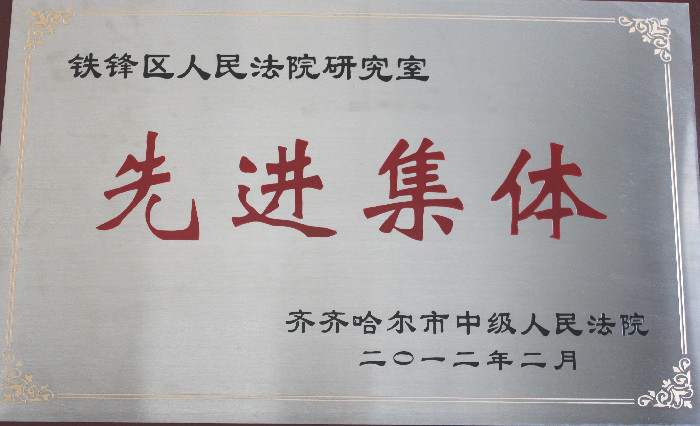 铁锋区人民法院研究室
先进集体
齐齐哈尔市中级人民法院
二〇一二年二月